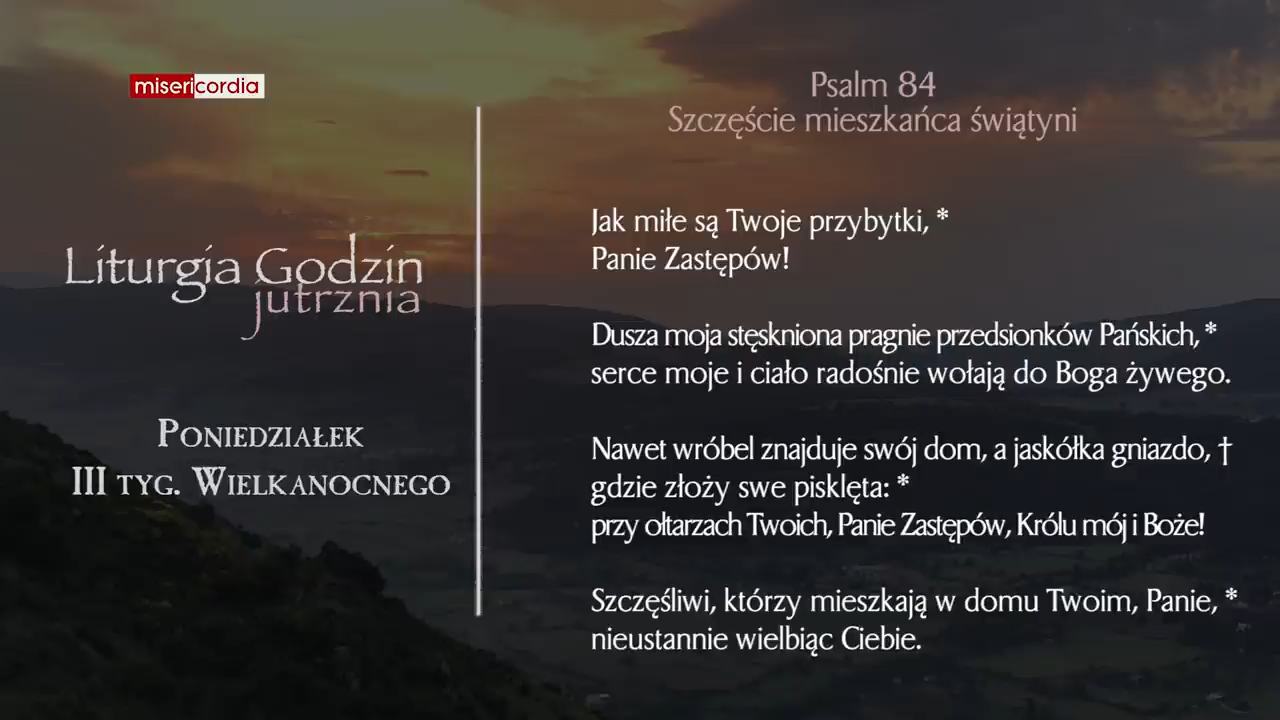 misericordia
Liturgia Godzin
jutrznia
Poniedziałek
III tyg. Wielkanocnego
Psalm 84
Szczęście mieszkańca świątyni
Jak miłe są Twoje przybytki, *
Panie Zastępów!
Dusza moja stęskniona pragnie przedsionków Pańskich, *
serce moje i ciało radośnie wołają do Boga żywego.
Nawet wróbel znajduje swój dom, a jaskółka gniazdo, †
gdzie złoży swe pisklęta: *
przy ołtarzach Twoich, Panie Zastępów, Królu mój i Boże!
Szczęśliwi, którzy mieszkają w domu Twoim, Panie, *
nieustannie wielbiąc Ciebie.